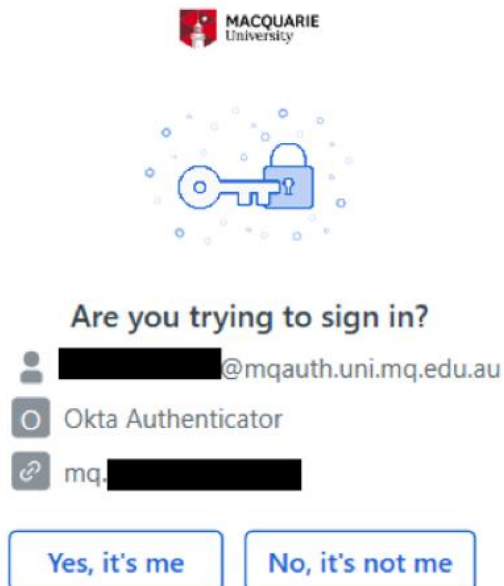 MACQUARIE
University
Are you trying to sign in?
@mqauth.uni.mq.edu.au
O Okta Authenticator
mq.
Yes, it's me
No, it's not me